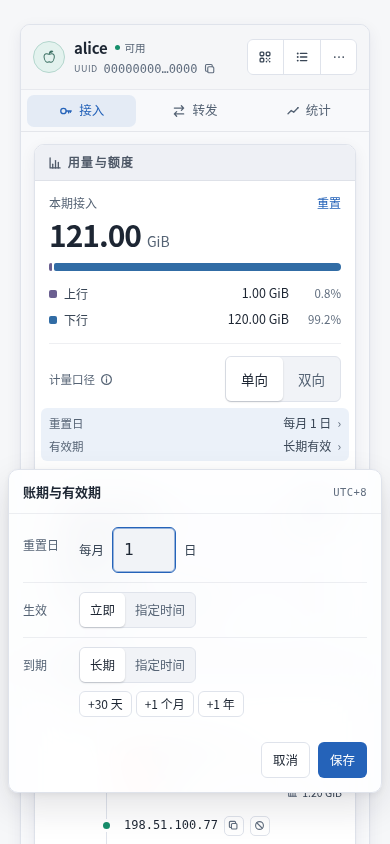 alice 可用
UUID 00000000…0000
接入 转发 统计
用量与额度
本期接入 重置
121.00 GiB
上行 1.00 GiB 0.8%
下行 120.00 GiB 99.2%
计量口径 单向 双向
重置日 每月 1 日 ›
有效期 长期有效 ›
账期与有效期 UTC+8
重置日 每月 1 日
生效 立即 指定时间
到期 长期 指定时间
+30 天 +1 个月 +1 年
取消 保存
1.20 GiB
198.51.100.77